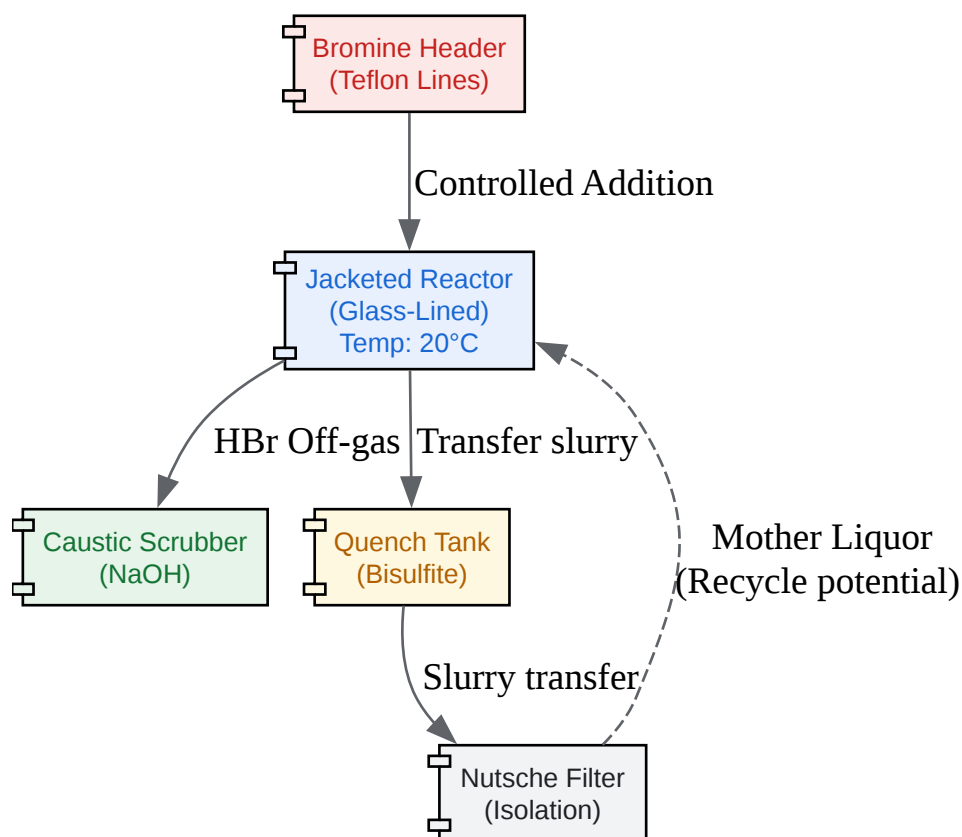 Bromine Header
(Teflon Lines)
Controlled Addition
Jacketed Reactor
(Glass-Lined)
Temp: 20°C
HBr Off-gas
Transfer slurry
Caustic Scrubber
(NaOH)
Quench Tank
(Bisulfite)
Mother Liquor
(Recycle potential)
Slurry transfer
Nutsche Filter
(Isolation)